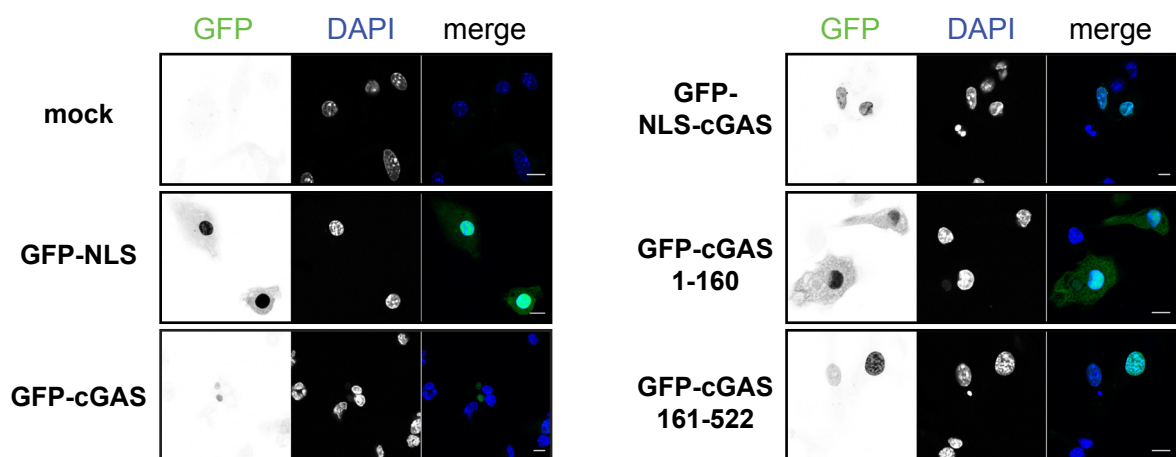 GFP DAPI merge
mock
GFP-NLS
GFP-cGAS
GFP DAPI merge
GFP-
NLS-cGAS
GFP-cGAS
1-160
GFP-cGAS
161-522